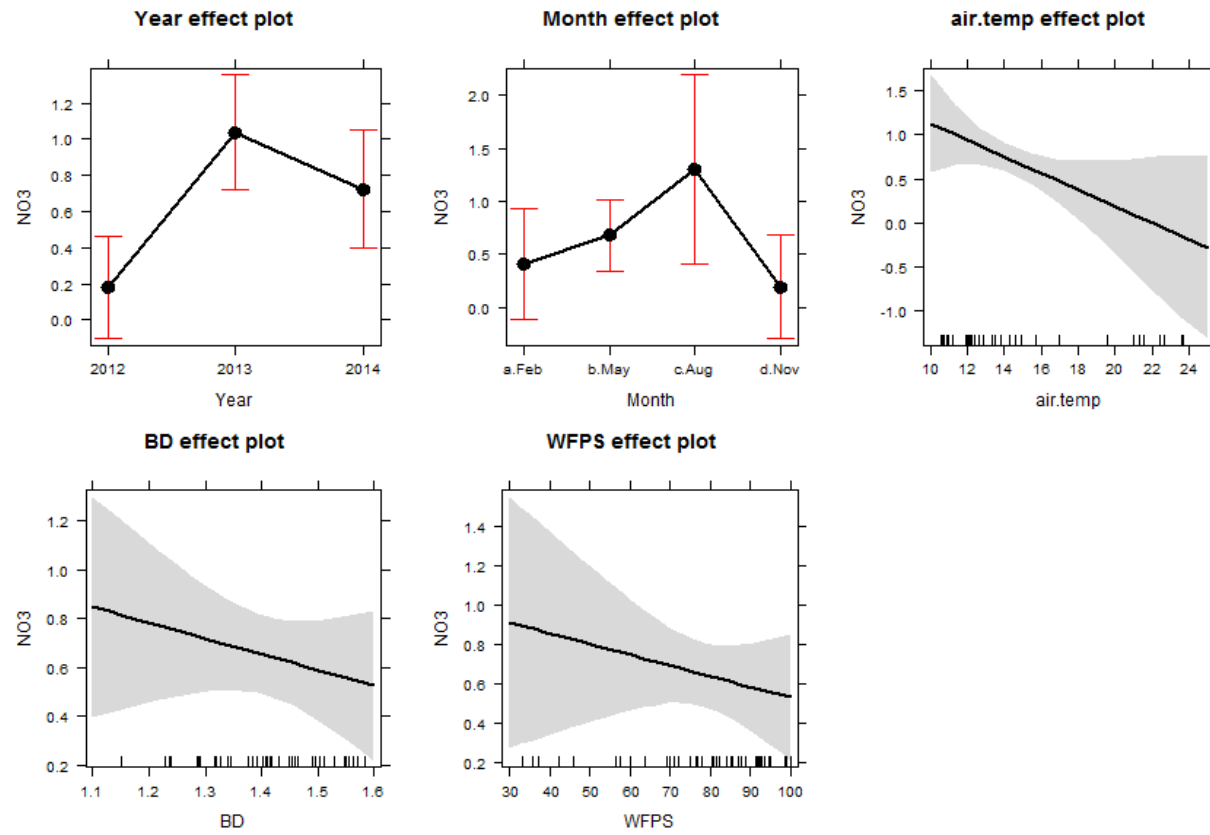 Year effect plot
NO3
1.2
1.0
0.8
0.6
0.4
0.2
0.0
2012 2013 2014
Year
Month effect plot
NO3
2.0
1.5
1.0
0.5
0.0
a.Feb b.May c.Aug d.Nov
Month
air.temp effect plot
NO3
1.5
1.0
0.5
0.0
-0.5
-1.0
10 12 14 16 18 20 22 24
air.temp
BD effect plot
NO3
1.2
1.0
0.8
0.6
0.4
0.2
1.1 1.2 1.3 1.4 1.5 1.6
BD
WFPS effect plot
NO3
1.4
1.2
1.0
0.8
0.6
0.4
0.2
30 40 50 60 70 80 90 100
WFPS